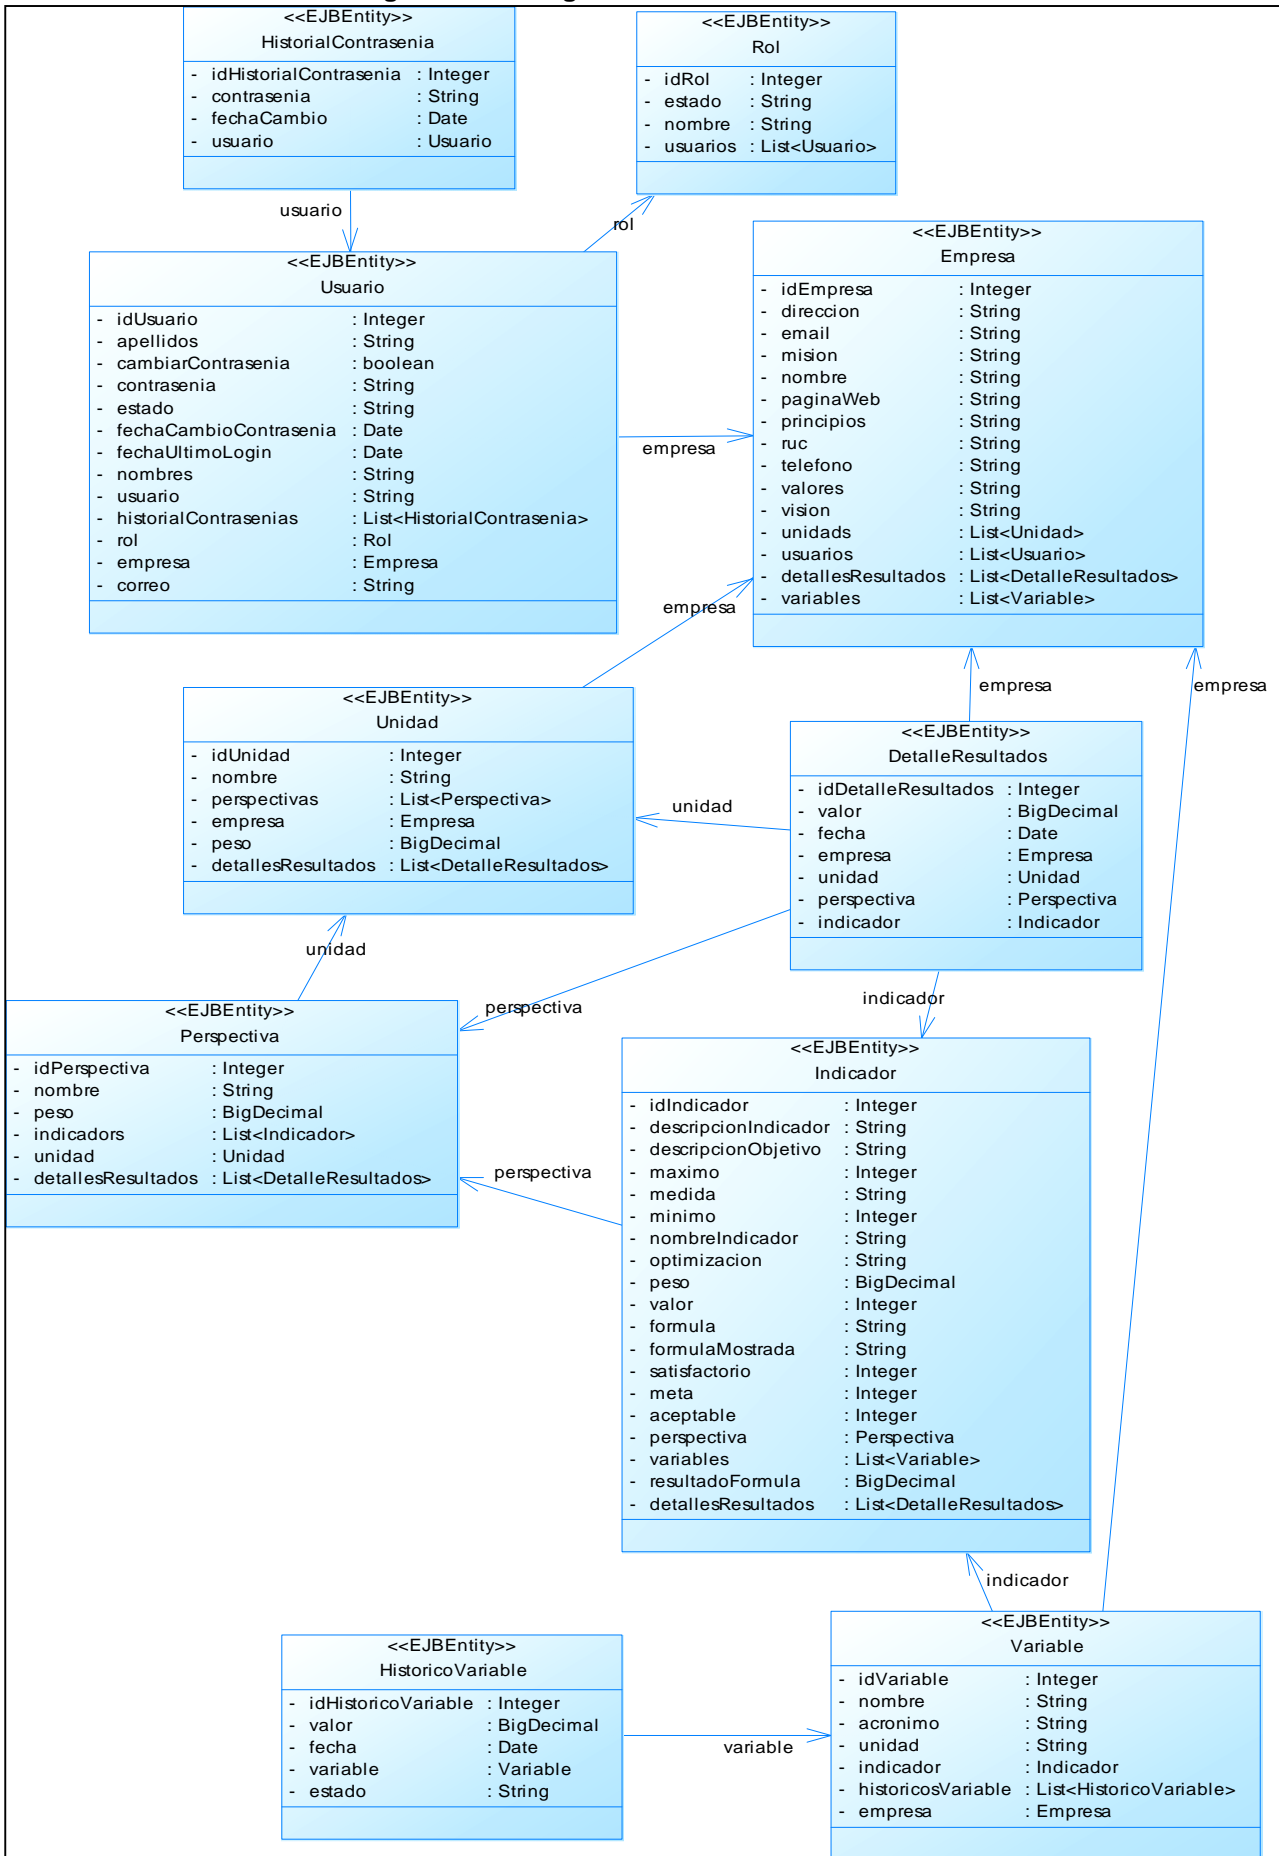 <<EJBEntity>>
HistorialContrasenia
- idHistorialContrasenia : Integer
- contrasenia : String
- fechaCambio : Date
- usuario : Usuario
<<EJBEntity>>
Rol
- idRol : Integer
- estado : String
- nombre : String
- usuarios : List<Usuario>
usuario
rol
<<EJBEntity>>
Usuario
- idUsuario : Integer
- apellidos : String
- cambiarContrasenia : boolean
- contrasenia : String
- estado : String
- fechaCambioContrasenia : Date
- fechaUltimoLogin : Date
- nombres : String
- usuario : String
- historialContrasenias : List<HistorialContrasenia>
- rol : Rol
- empresa : Empresa
- correo : String
empresa
<<EJBEntity>>
Empresa
- idEmpresa : Integer
- direccion : String
- email : String
- mision : String
- nombre : String
- paginaWeb : String
- principios : String
- ruc : String
- telefono : String
- valores : String
- vision : String
- unidads : List<Unidad>
- usuarios : List<Usuario>
- detallesResultados : List<DetalleResultados>
- variables : List<Variable>
empresa
empresa
empresa
<<EJBEntity>>
Unidad
- idUnidad : Integer
- nombre : String
- perspectivas : List<Perspectiva>
- empresa : Empresa
- peso : BigDecimal
- detallesResultados : List<DetalleResultados>
unidad
<<EJBEntity>>
DetalleResultados
- idDetalleResultados : Integer
- valor : BigDecimal
- fecha : Date
- empresa : Empresa
- unidad : Unidad
- perspectiva : Perspectiva
- indicador : Indicador
unidad
perspectiva
indicador
<<EJBEntity>>
Perspectiva
- idPerspectiva : Integer
- nombre : String
- peso : BigDecimal
- indicadors : List<Indicador>
- unidad : Unidad
- detallesResultados : List<DetalleResultados>
perspectiva
<<EJBEntity>>
Indicador
- idIndicador : Integer
- descripcionIndicador : String
- descripcionObjetivo : String
- maximo : Integer
- medida : String
- minimo : Integer
- nombreIndicador : String
- optimizacion : String
- peso : BigDecimal
- valor : Integer
- formula : String
- formulaMostrada : String
- satisfactorio : Integer
- meta : Integer
- aceptable : Integer
- perspectiva : Perspectiva
- variables : List<Variable>
- resultadoFormula : BigDecimal
- detallesResultados : List<DetalleResultados>
indicador
<<EJBEntity>>
HistoricoVariable
- idHistoricoVariable : Integer
- valor : BigDecimal
- fecha : Date
- variable : Variable
- estado : String
variable
<<EJBEntity>>
Variable
- idVariable : Integer
- nombre : String
- acronimo : String
- unidad : String
- indicador : Indicador
- historicosVariable : List<HistoricoVariable>
- empresa : Empresa